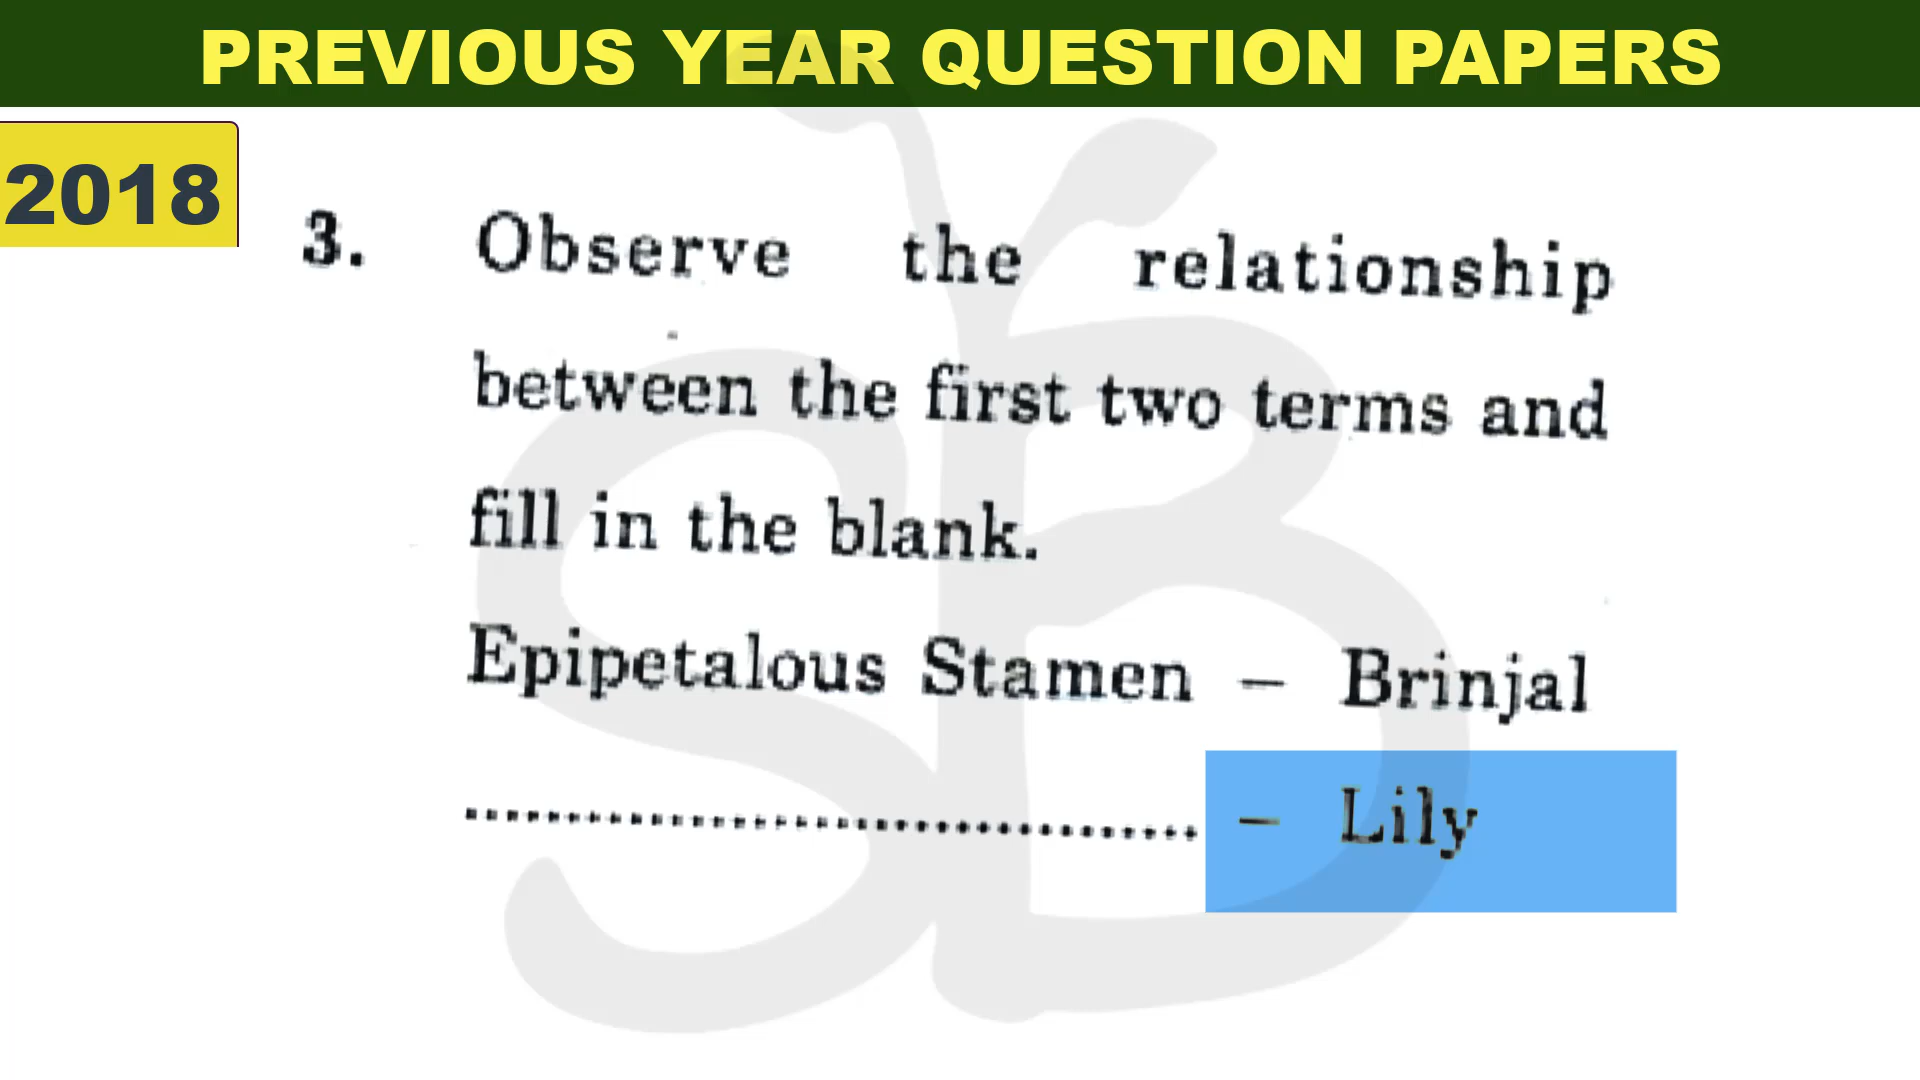 PREVIOUS YEAR QUESTION PAPERS
2018
3. Observe the relationship
between the first two terms and
fill in the blank.
Epipetalous Stamen – Brinjal
.................................... – Lily
SB